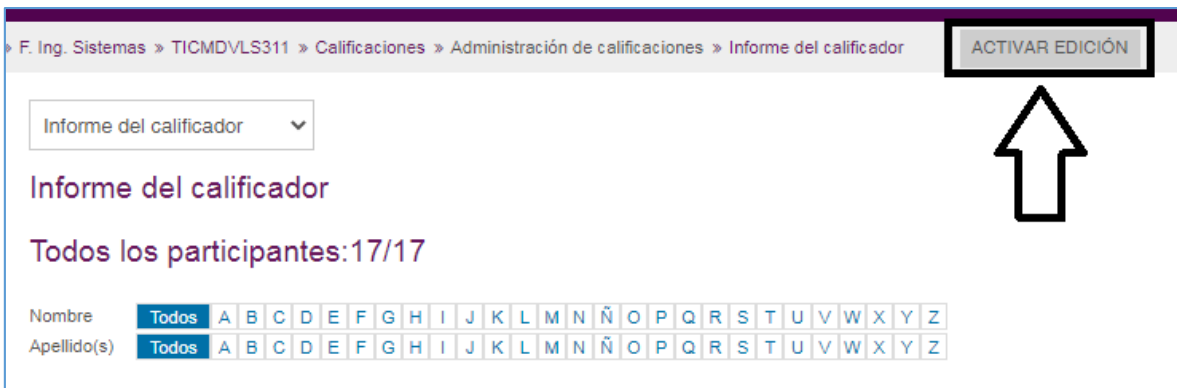 » F. Ing. Sistemas » TICMDVLS311 » Calificaciones » Administración de calificaciones » Informe del calificador ACTIVAR EDICIÓN
Informe del calificador
Informe del calificador
Todos los participantes:17/17
Nombre Todos A B C D E F G H I J K L M N Ñ O P Q R S T U V W X Y Z
Apellido(s) Todos A B C D E F G H I J K L M N Ñ O P Q R S T U V W X Y Z